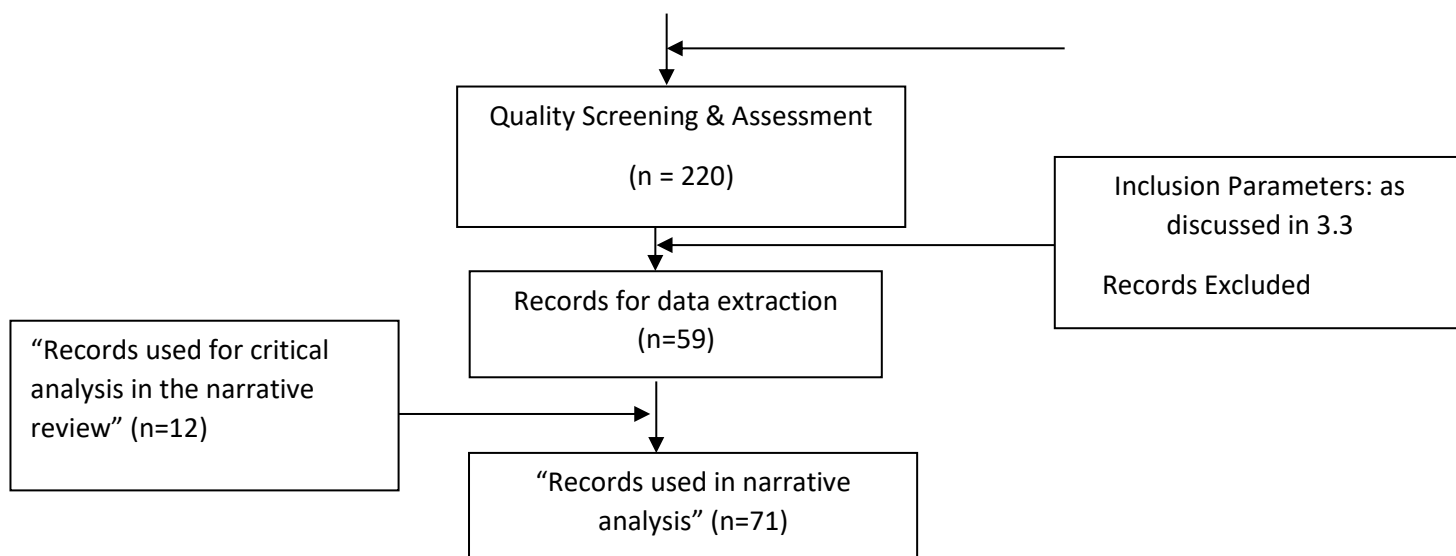 Quality Screening & Assessment
(n = 220)
Inclusion Parameters: as
discussed in 3.3
Records Excluded
Records for data extraction
(n=59)
“Records used for critical
analysis in the narrative
review” (n=12)
“Records used in narrative
analysis” (n=71)